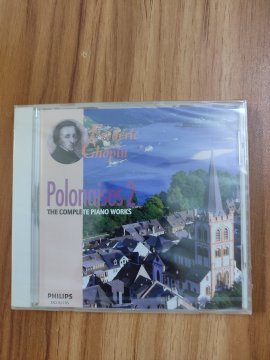 Frédéric
Chopin
Polonaises 2
THE COMPLETE PIANO WORKS
PHILIPS